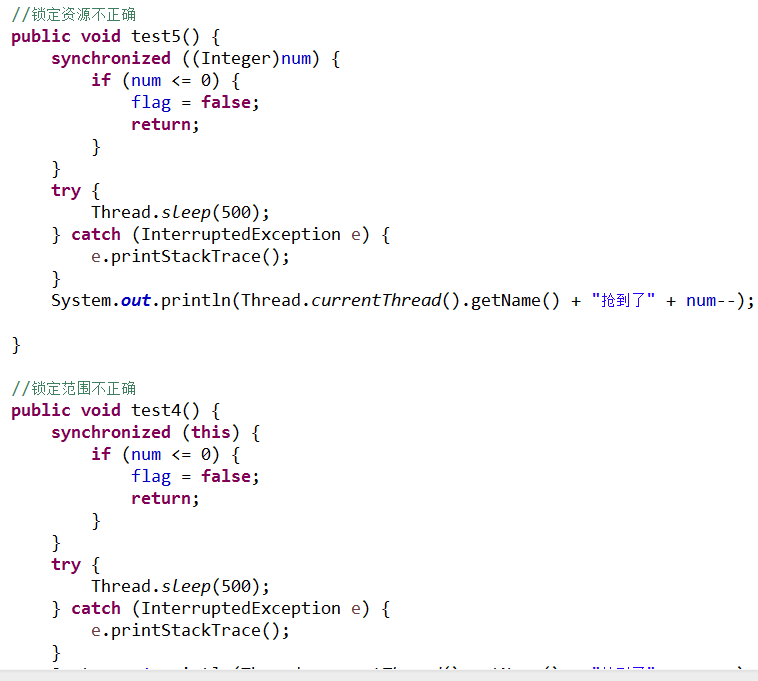 //锁定资源不正确
public void test5() {
synchronized ((Integer)num) {
if (num <= 0) {
flag = false;
return;
}
}
try {
Thread.sleep(500);
} catch (InterruptedException e) {
e.printStackTrace();
}
System.out.println(Thread.currentThread().getName() + "抢到了" + num--);
}
//锁定范围不正确
public void test4() {
synchronized (this) {
if (num <= 0) {
flag = false;
return;
}
}
try {
Thread.sleep(500);
} catch (InterruptedException e) {
e.printStackTrace();
}